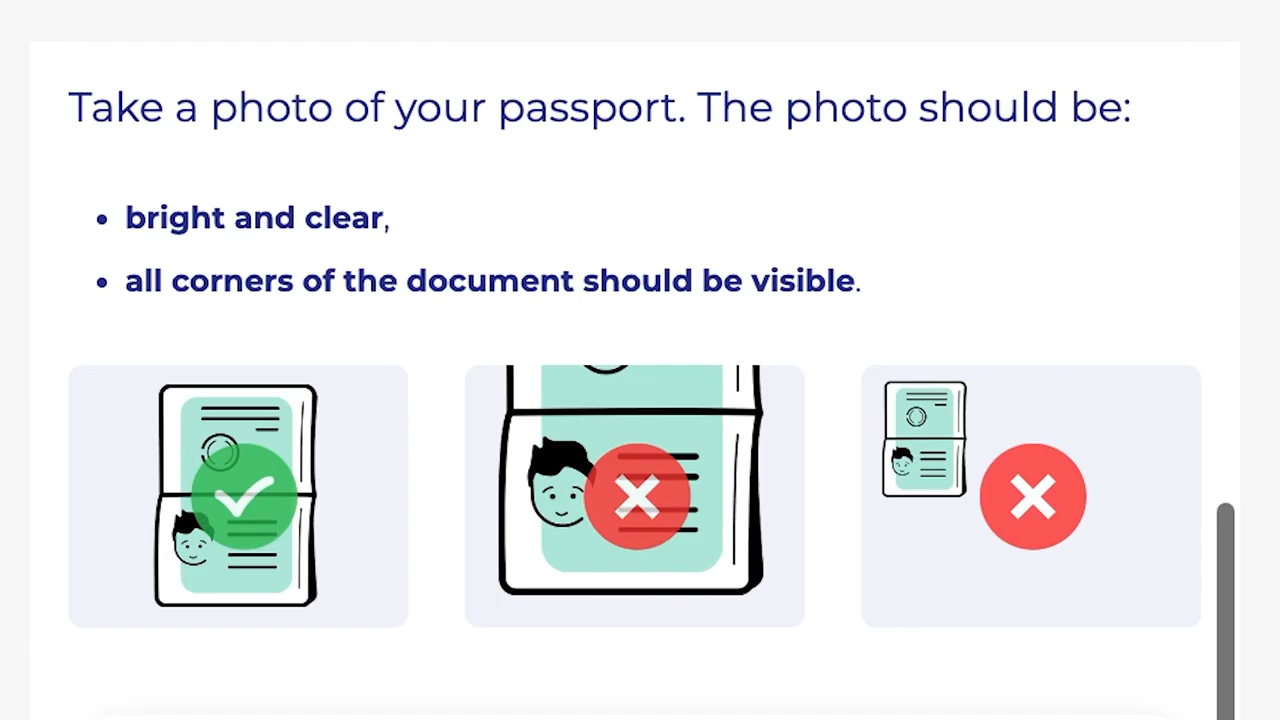 Take a photo of your passport. The photo should be:
bright and clear,
all corners of the document should be visible.